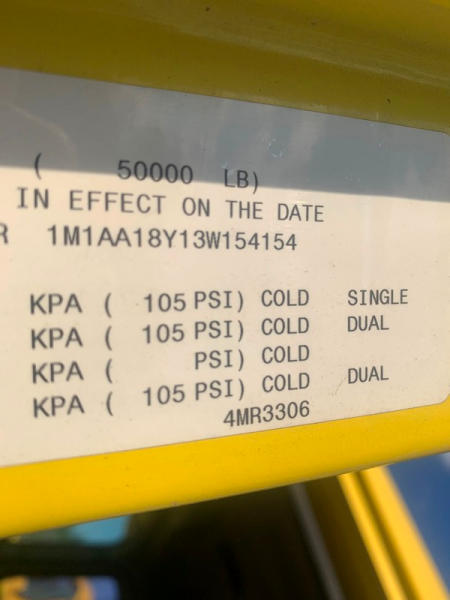 ( 50000 LB)
IN EFFECT ON THE DATE
R 1M1AA18Y13W154154
KPA ( 105 PSI) COLD SINGLE
KPA ( 105 PSI) COLD DUAL
KPA ( PSI) COLD
KPA ( 105 PSI) COLD DUAL
4MR3306